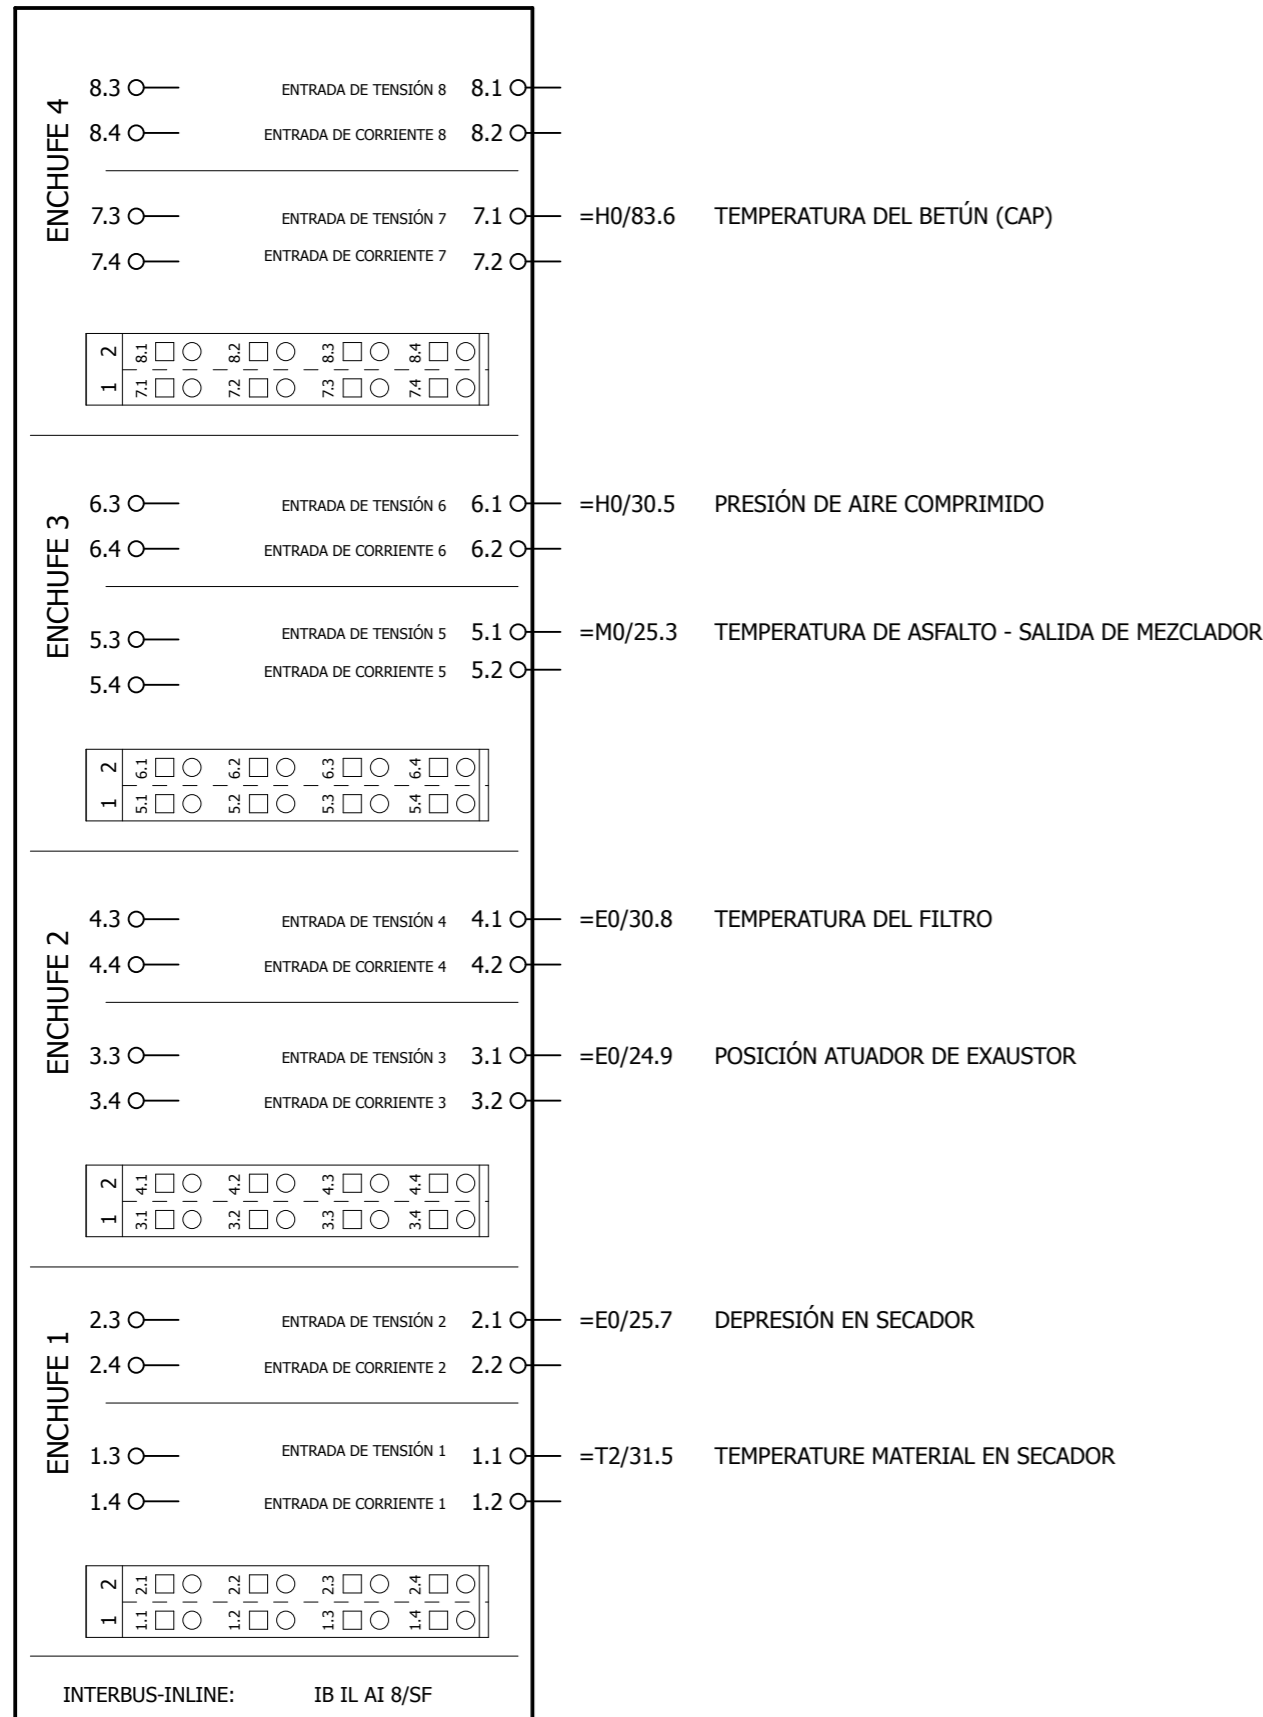 ENCHUFE 4
8.3 ENTRADA DE TENSIÓN 8 8.1
8.4 ENTRADA DE CORRIENTE 8 8.2
7.3 ENTRADA DE TENSIÓN 7 7.1 =H0/83.6 TEMPERATURA DEL BETÚN (CAP)
7.4 ENTRADA DE CORRIENTE 7 7.2
2 8.1 8.2 8.3 8.4
1 7.1 7.2 7.3 7.4
ENCHUFE 3
6.3 ENTRADA DE TENSIÓN 6 6.1 =H0/30.5 PRESIÓN DE AIRE COMPRIMIDO
6.4 ENTRADA DE CORRIENTE 6 6.2
5.3 ENTRADA DE TENSIÓN 5 5.1 =M0/25.3 TEMPERATURA DE ASFALTO - SALIDA DE MEZCLADOR
5.4 ENTRADA DE CORRIENTE 5 5.2
2 6.1 6.2 6.3 6.4
1 5.1 5.2 5.3 5.4
ENCHUFE 2
4.3 ENTRADA DE TENSIÓN 4 4.1 =E0/30.8 TEMPERATURA DEL FILTRO
4.4 ENTRADA DE CORRIENTE 4 4.2
3.3 ENTRADA DE TENSIÓN 3 3.1 =E0/24.9 POSICIÓN ATUADOR DE EXAUSTOR
3.4 ENTRADA DE CORRIENTE 3 3.2
2 4.1 4.2 4.3 4.4
1 3.1 3.2 3.3 3.4
ENCHUFE 1
2.3 ENTRADA DE TENSIÓN 2 2.1 =E0/25.7 DEPRESIÓN EN SECADOR
2.4 ENTRADA DE CORRIENTE 2 2.2
1.3 ENTRADA DE TENSIÓN 1 1.1 =T2/31.5 TEMPERATURE MATERIAL EN SECADOR
1.4 ENTRADA DE CORRIENTE 1 1.2
2 2.1 2.2 2.3 2.4
1 1.1 1.2 1.3 1.4
INTERBUS-INLINE: IB IL AI 8/SF